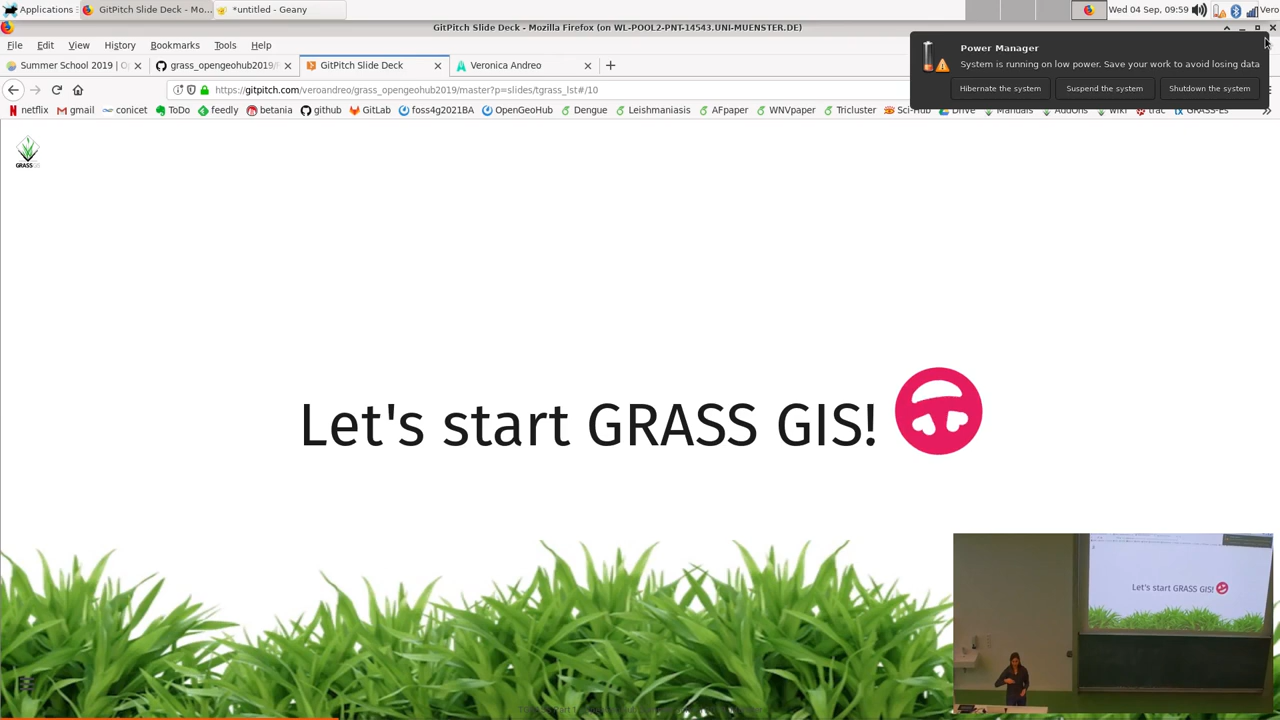 Applications
GitPitch Slide Deck - Mo...
*untitled - Geany
Wed 04 Sep, 09:59
Vero
GitPitch Slide Deck - Mozilla Firefox (on WL-POOL2-PNT-14543.UNI-MUENSTER.DE)
File Edit View History Bookmarks Tools Help
Power Manager
System is running on low power. Save your work to avoid losing data
Hibernate the system
Suspend the system
Shutdown the system
Summer School 2019 | O
grass_opengeohub2019/
GitPitch Slide Deck
Veronica Andreo
https://gitpitch.com/veroandreo/grass_opengeohub2019/master?p=slides/tgrass_lst#/10
netflix gmail conicet ToDo feedly betania github GitLab foss4g2021BA OpenGeoHub Dengue Leishmaniasis AFpaper WNVpaper Tricluster Sci-Hub Drive Manuals Addons wiki trac GRASS-Es
GRASS GIS
Let's start GRASS GIS!
Let's start GRASS GIS!